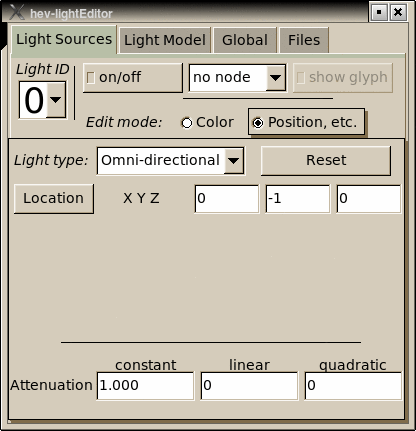 hev-lightEditor
Light Sources Light Model Global Files
Light ID on/off no node show glyph
0
Edit mode: Color Position, etc.
Light type: Omni-directional Reset
Location X Y Z 0 -1 0
constant linear quadratic
Attenuation 1.000 0 0